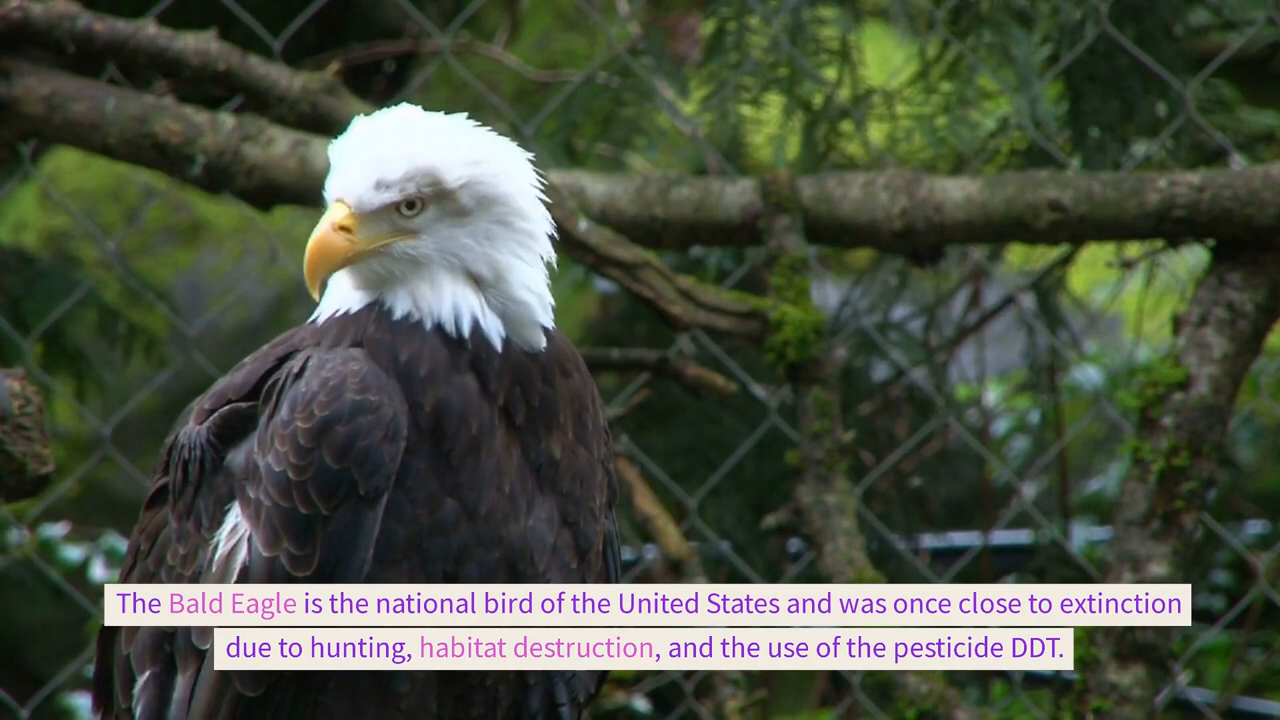 The Bald Eagle is the national bird of the United States and was once close to extinction
due to hunting, habitat destruction, and the use of the pesticide DDT.